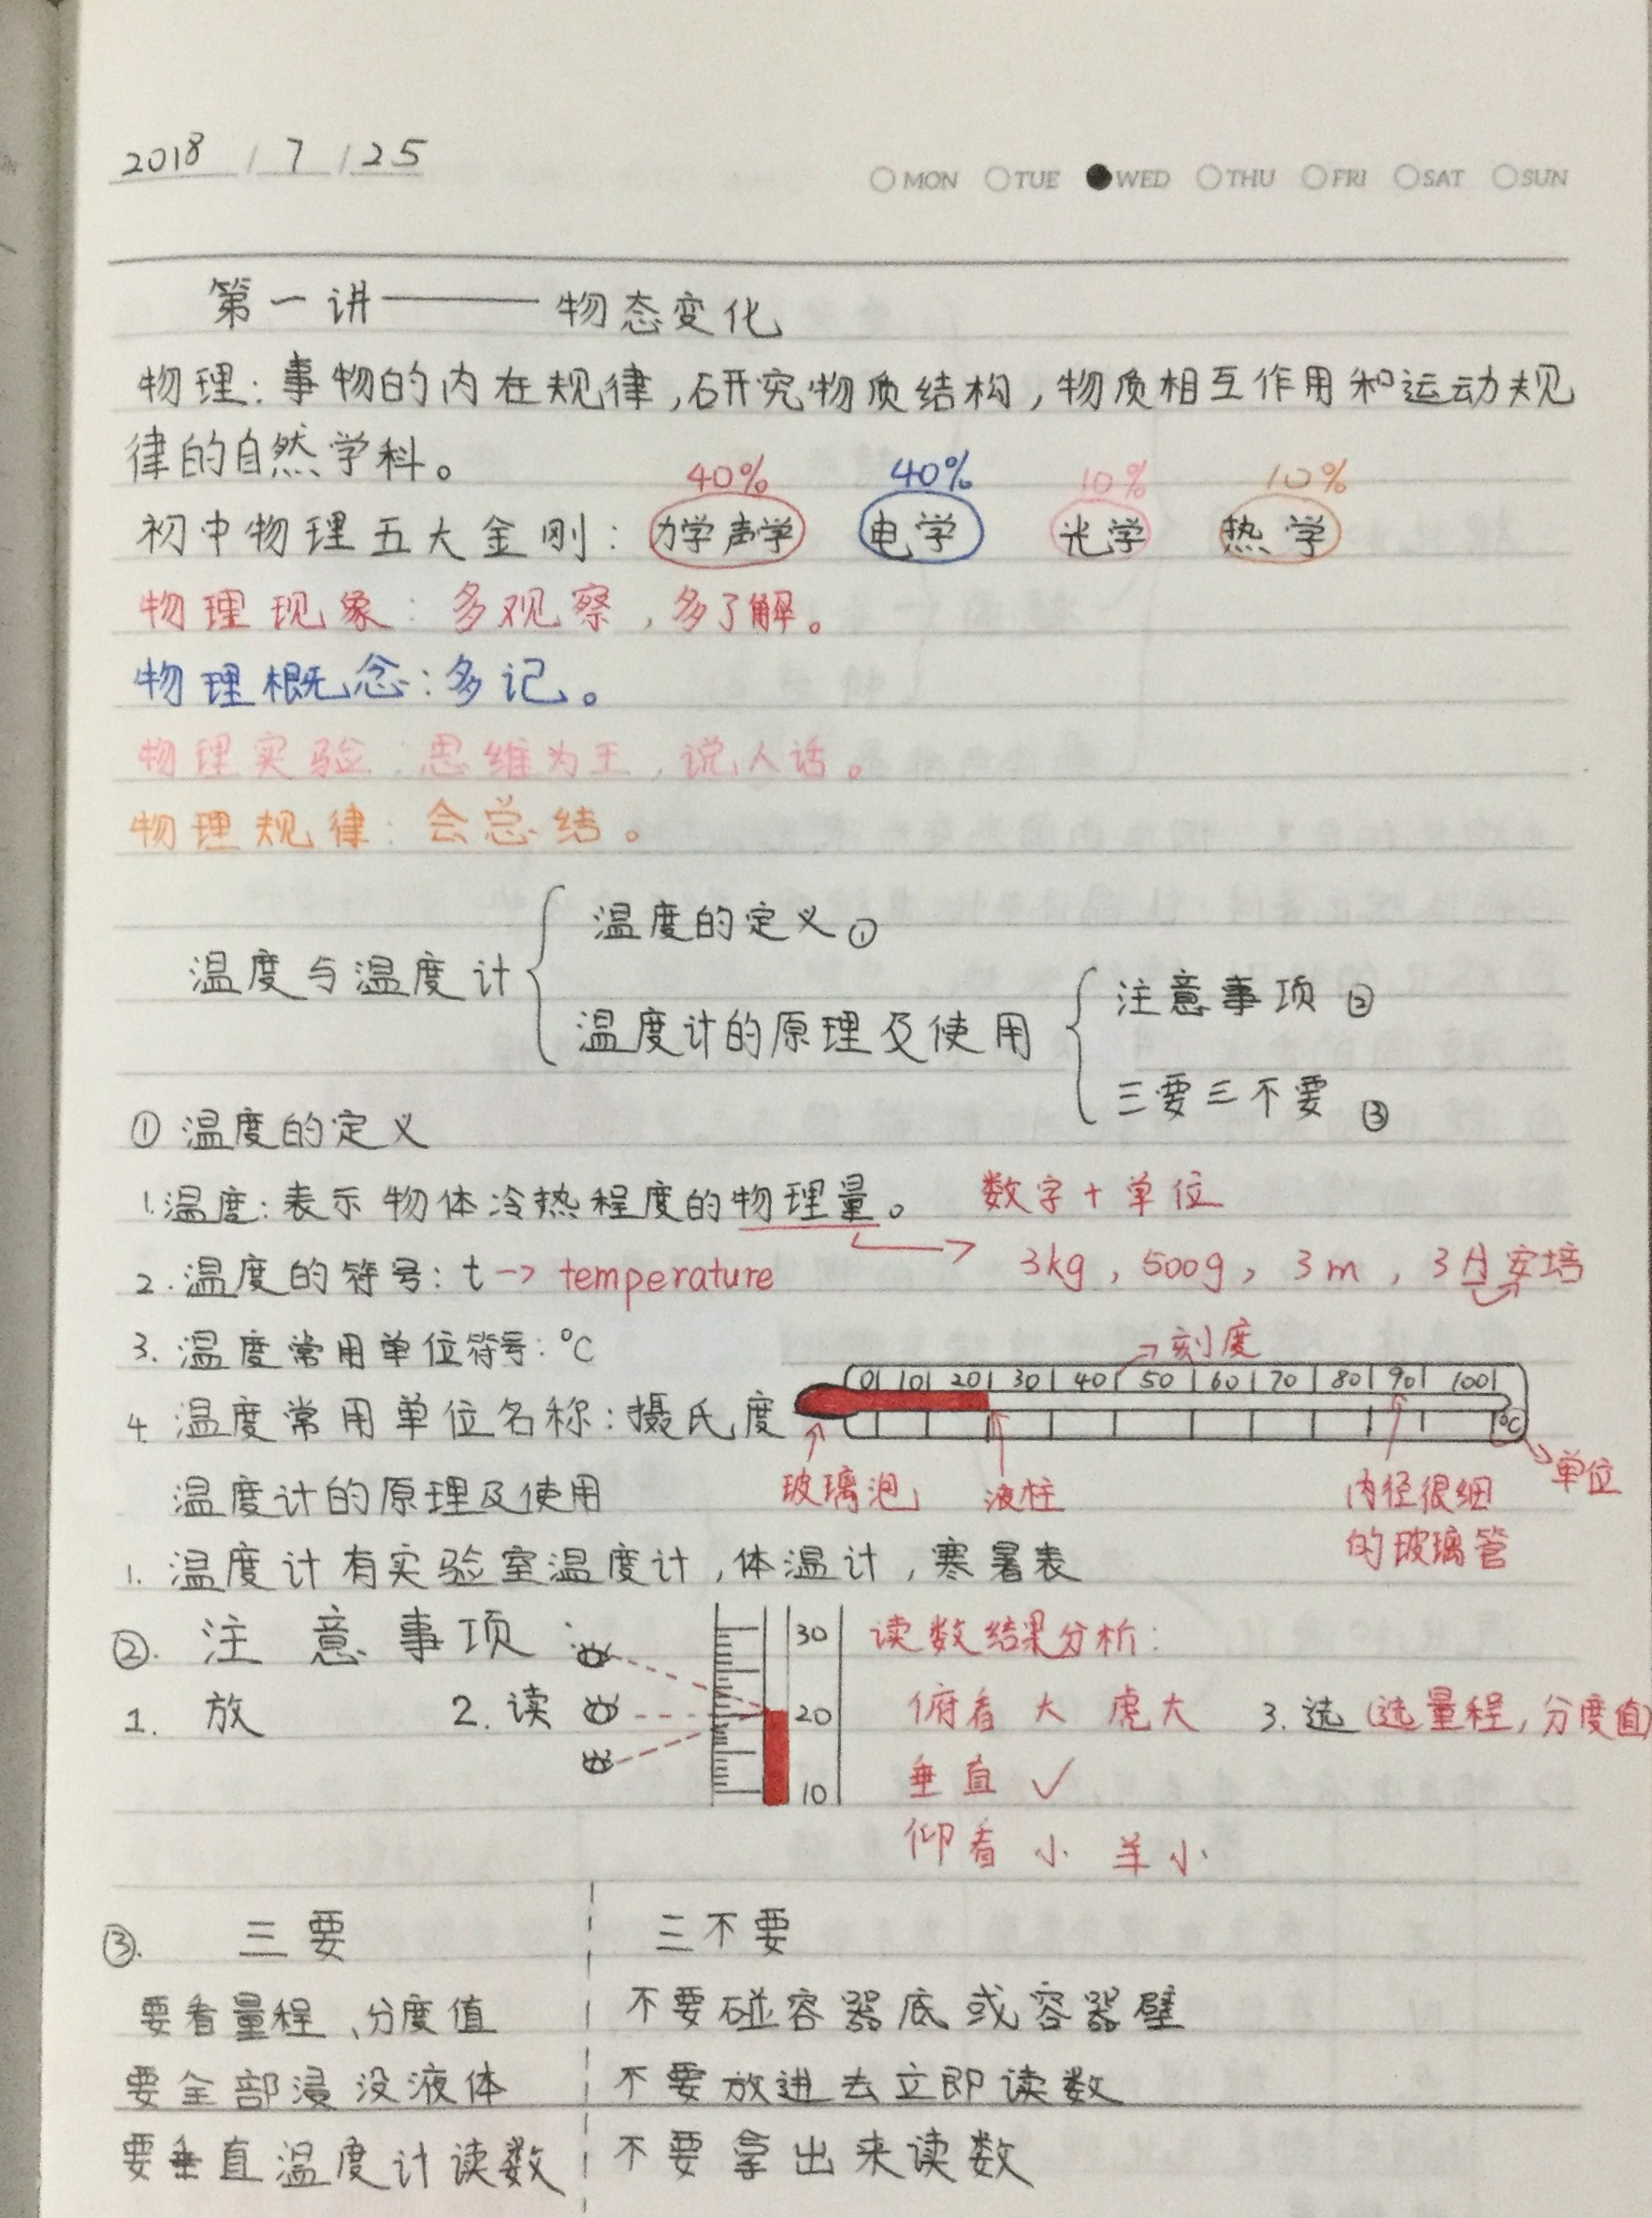 2018 / 7 / 25
MON TUE WED THU FRI SAT SUN
第一讲——物态变化
物理:事物的内在规律,研究物质结构,物质相互作用和运动规
律的自然学科。
40% 40% 10% 10%
初中物理五大金刚: 力学声学 电学 光学 热学
物理现象:多观察,多了解。
物理概念:多记。
物理实验:思维为王,说人话。
物理规律:会总结。
温度的定义①
温度与温度计
注意事项②
温度计的原理及使用
三要三不要③
①温度的定义
1.温度:表示物体冷热程度的物理量。 数字+单位
2.温度的符号:t→temperature 3kg,500g,3m,3A安培
3.温度常用单位符号:℃ 刻度
0 10 20 30 40 50 60 70 80 90 100
4.温度常用单位名称:摄氏度 ℃
玻璃泡 液柱 内径很细 单位
的玻璃管
温度计的原理及使用
1.温度计有实验室温度计,体温计,寒暑表
②.注意事项: 30 读数结果分析:
1.放 2.读 20 俯看 大 虎大 3.选(选量程,分度值)
10 垂直 ✓
仰看 小 羊小
③. 三要 三不要
要看量程、分度值 不要碰容器底或容器壁
要全部浸没液体 不要放进去立即读数
要垂直温度计读数 不要拿出来读数